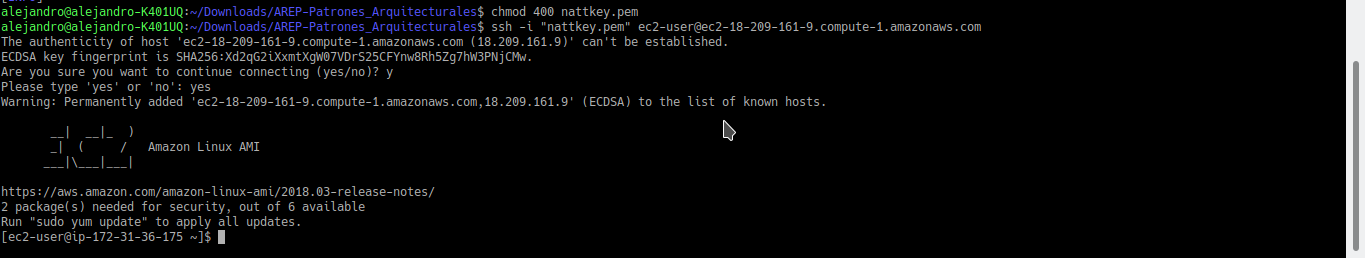 alejandro@alejandro-K401UQ:~/Downloads/AREP-Patrones_Arquitecturales$ chmod 400 nattkey.pem
alejandro@alejandro-K401UQ:~/Downloads/AREP-Patrones_Arquitecturales$ ssh -i "nattkey.pem" ec2-user@ec2-18-209-161-9.compute-1.amazonaws.com
The authenticity of host 'ec2-18-209-161-9.compute-1.amazonaws.com (18.209.161.9)' can't be established.
ECDSA key fingerprint is SHA256:Xd2qG2iXxmtXgW07VDrS25CFYnw8Rh5Zg7hW3PNjCMw.
Are you sure you want to continue connecting (yes/no)? y
Please type 'yes' or 'no': yes
Warning: Permanently added 'ec2-18-209-161-9.compute-1.amazonaws.com,18.209.161.9' (ECDSA) to the list of known hosts.

       __|  __|_  )
       _|  (     /   Amazon Linux AMI
      ___|\___|___|

https://aws.amazon.com/amazon-linux-ami/2018.03-release-notes/
2 package(s) needed for security, out of 6 available
Run "sudo yum update" to apply all updates.
[ec2-user@ip-172-31-36-175 ~]$